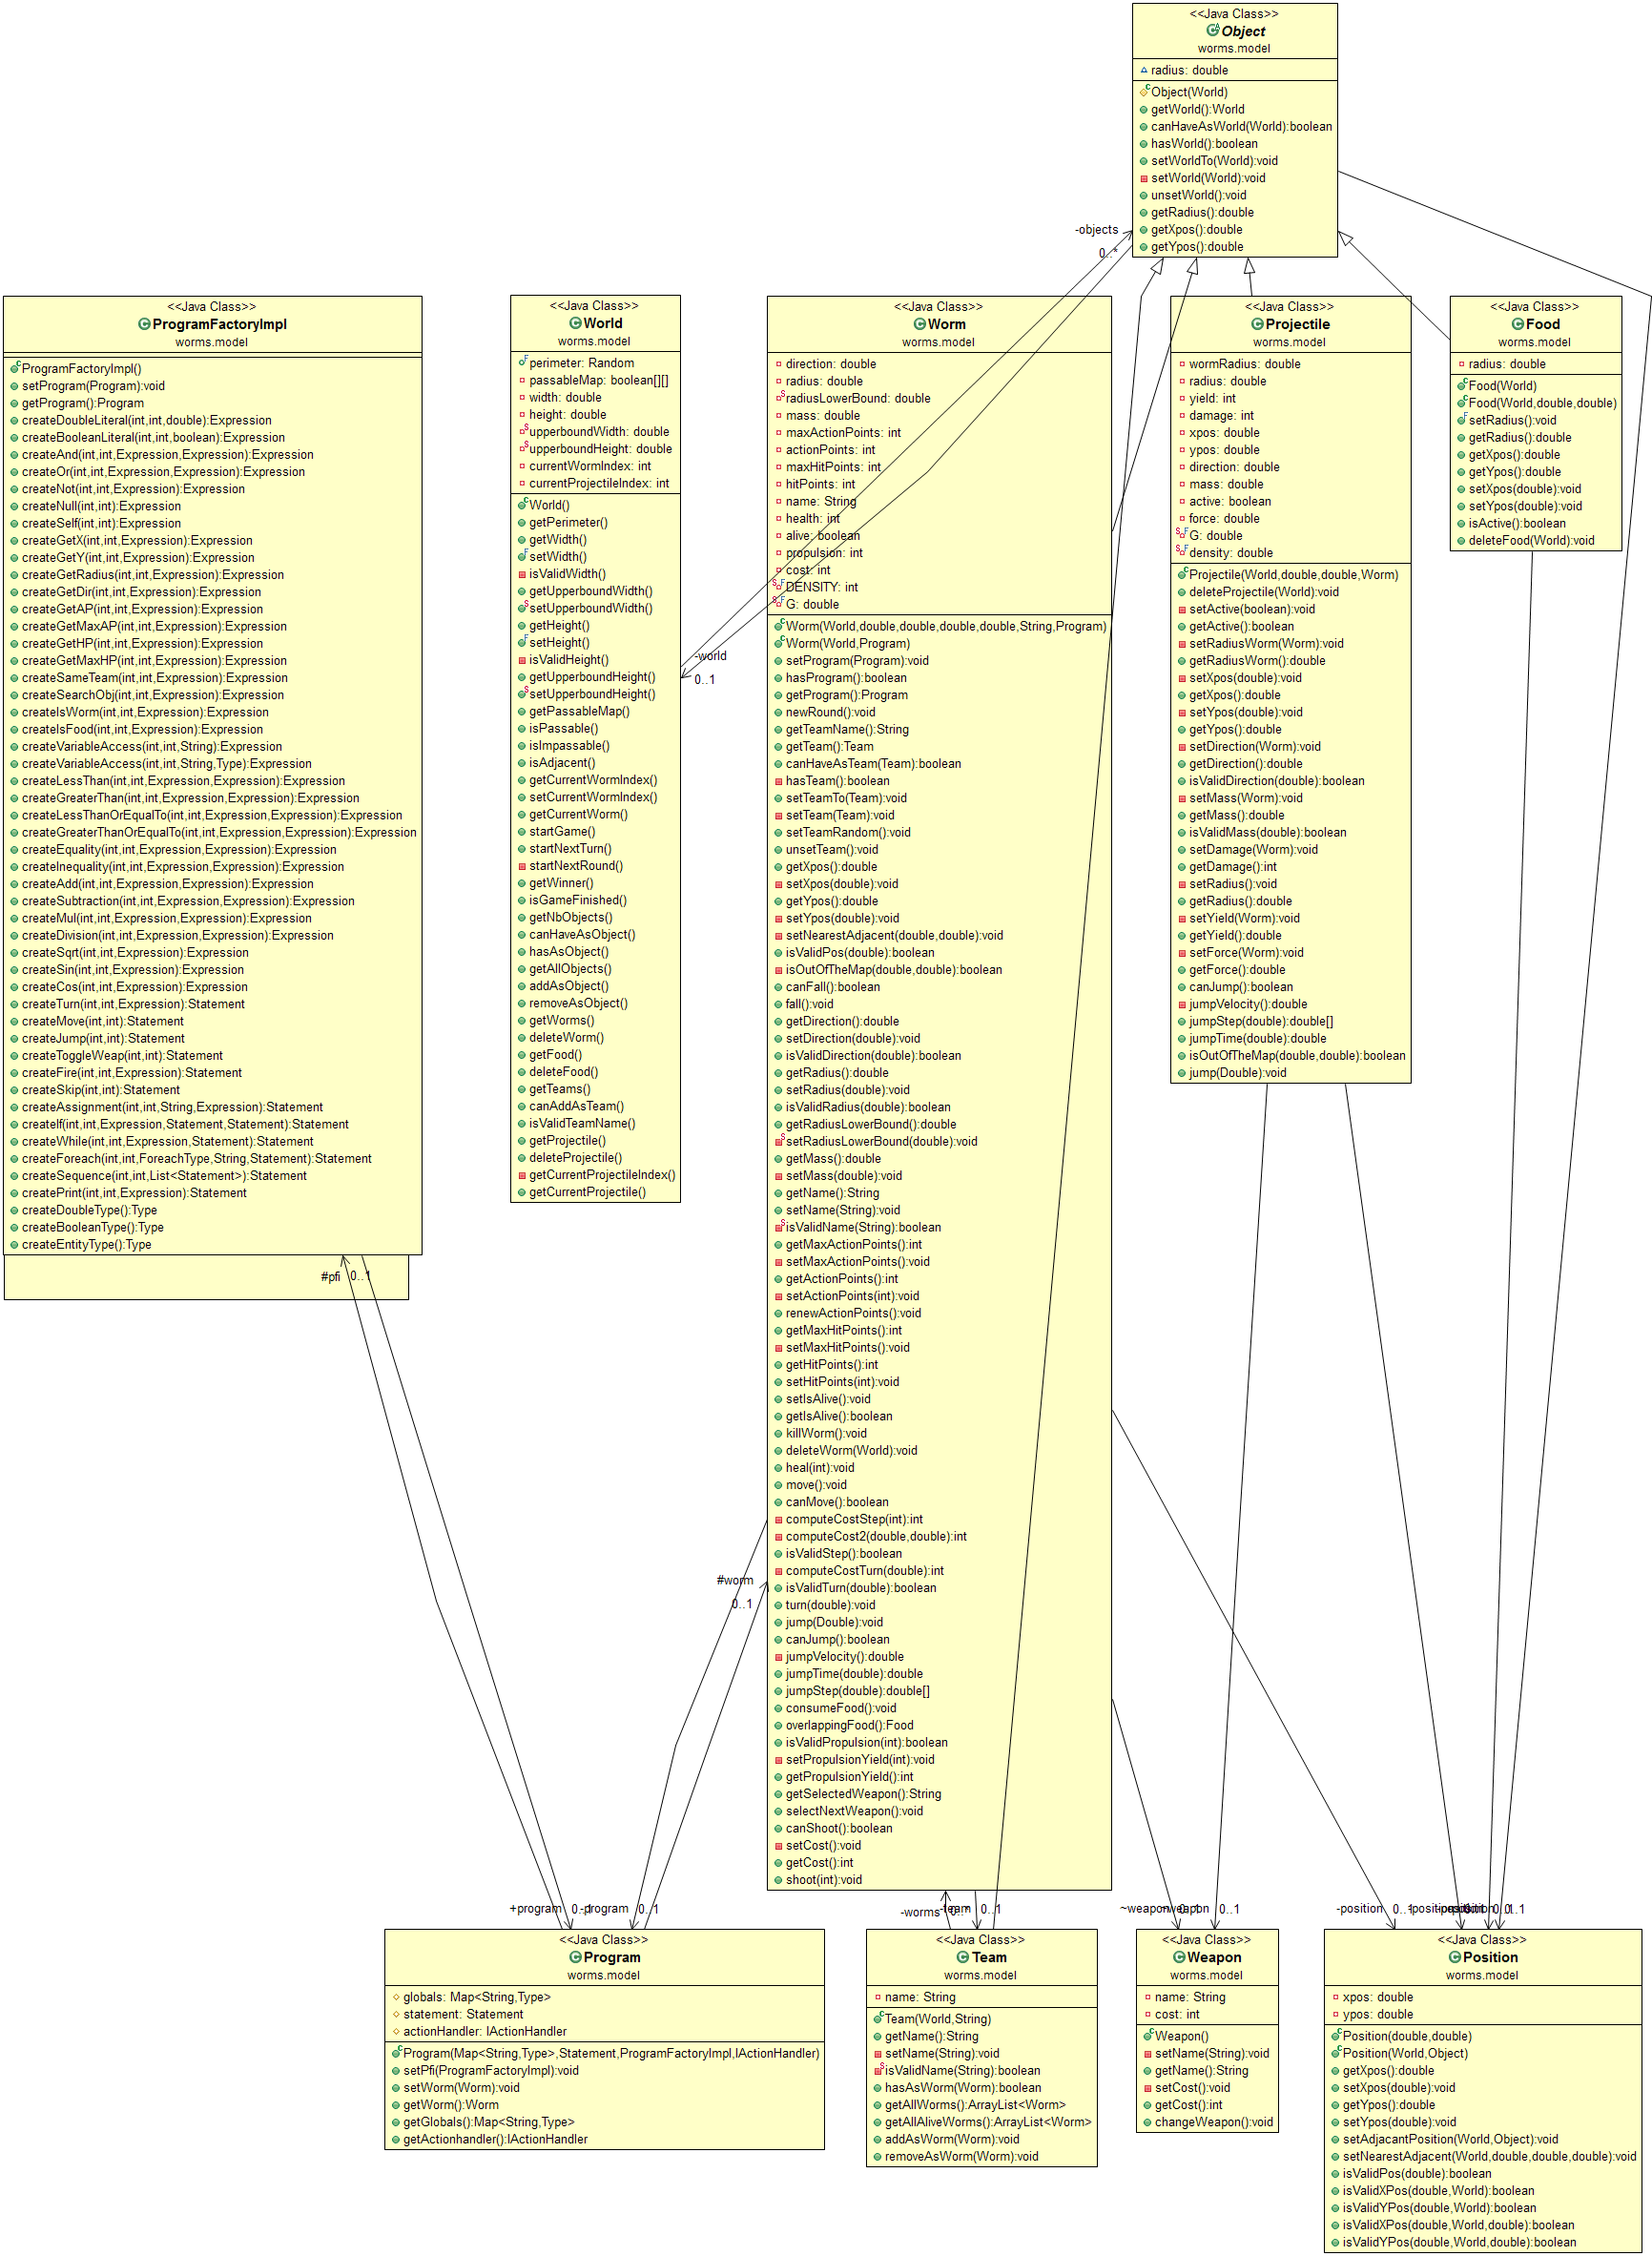 <<Java Class>>
Object
worms.model
radius: double
Object(World)
getWorld():World
canHaveAsWorld(World):boolean
hasWorld():boolean
setWorldTo(World):void
setWorld(World):void
unsetWorld():void
getRadius():double
getXpos():double
getYpos():double
-objects
0..*
<<Java Class>>
ProgramFactoryImpl
worms.model
ProgramFactoryImpl()
setProgram(Program):void
getProgram():Program
createDoubleLiteral(int,int,double):Expression
createBooleanLiteral(int,int,boolean):Expression
createAnd(int,int,Expression,Expression):Expression
createOr(int,int,Expression,Expression):Expression
createNot(int,int,Expression):Expression
createNull(int,int):Expression
createSelf(int,int):Expression
createGetX(int,int,Expression):Expression
createGetY(int,int,Expression):Expression
createGetRadius(int,int,Expression):Expression
createGetDir(int,int,Expression):Expression
createGetAP(int,int,Expression):Expression
createGetMaxAP(int,int,Expression):Expression
createGetHP(int,int,Expression):Expression
createGetMaxHP(int,int,Expression):Expression
createSameTeam(int,int,Expression):Expression
createSearchObj(int,int,Expression):Expression
createIsWorm(int,int,Expression):Expression
createIsFood(int,int,Expression):Expression
createVariableAccess(int,int,String):Expression
createVariableAccess(int,int,String,Type):Expression
createLessThan(int,int,Expression,Expression):Expression
createGreaterThan(int,int,Expression,Expression):Expression
createLessThanOrEqualTo(int,int,Expression,Expression):Expression
createGreaterThanOrEqualTo(int,int,Expression,Expression):Expression
createEquality(int,int,Expression,Expression):Expression
createInequality(int,int,Expression,Expression):Expression
createAdd(int,int,Expression,Expression):Expression
createSubtraction(int,int,Expression,Expression):Expression
createMul(int,int,Expression,Expression):Expression
createDivision(int,int,Expression,Expression):Expression
createSqrt(int,int,Expression):Expression
createSin(int,int,Expression):Expression
createCos(int,int,Expression):Expression
createTurn(int,int,Expression):Statement
createMove(int,int):Statement
createJump(int,int):Statement
createToggleWeap(int,int):Statement
createFire(int,int,Expression):Statement
createSkip(int,int):Statement
createAssignment(int,int,String,Expression):Statement
createIf(int,int,Expression,Statement,Statement):Statement
createWhile(int,int,Expression,Statement):Statement
createForeach(int,int,ForeachType,String,Statement):Statement
createSequence(int,int,List<Statement>):Statement
createPrint(int,int,Expression):Statement
createDoubleType():Type
createBooleanType():Type
createEntityType():Type
#pfi 0..1
<<Java Class>>
World
worms.model
perimeter: Random
passableMap: boolean[][]
width: double
height: double
upperboundWidth: double
upperboundHeight: double
currentWormIndex: int
currentProjectileIndex: int
World()
getPerimeter()
getWidth()
setWidth()
isValidWidth()
getUpperboundWidth()
setUpperboundWidth()
getHeight()
setHeight()
isValidHeight()
getUpperboundHeight()
setUpperboundHeight()
getPassableMap()
isPassable()
isImpassable()
isAdjacent()
getCurrentWormIndex()
setCurrentWormIndex()
getCurrentWorm()
startGame()
startNextTurn()
startNextRound()
getWinner()
isGameFinished()
getNbObjects()
canHaveAsObject()
hasAsObject()
getAllObjects()
addAsObject()
removeAsObject()
getWorms()
deleteWorm()
getFood()
deleteFood()
getTeams()
canAddAsTeam()
isValidTeamName()
getProjectile()
deleteProjectile()
getCurrentProjectileIndex()
getCurrentProjectile()
-world
0..1
<<Java Class>>
Worm
worms.model
direction: double
radius: double
radiusLowerBound: double
mass: double
maxActionPoints: int
actionPoints: int
maxHitPoints: int
hitPoints: int
name: String
health: int
alive: boolean
propulsion: int
cost: int
DENSITY: int
G: double
Worm(World,double,double,double,double,String,Program)
Worm(World,Program)
setProgram(Program):void
hasProgram():boolean
getProgram():Program
newRound():void
getTeamName():String
getTeam():Team
canHaveAsTeam(Team):boolean
hasTeam():boolean
setTeamTo(Team):void
setTeam(Team):void
setTeamRandom():void
unsetTeam():void
getXpos():double
setXpos(double):void
getYpos():double
setYpos(double):void
setNearestAdjacent(double,double):void
isValidPos(double):boolean
isOutOfTheMap(double,double):boolean
canFall():boolean
fall():void
getDirection():double
setDirection(double):void
isValidDirection(double):boolean
getRadius():double
setRadius(double):void
isValidRadius(double):boolean
getRadiusLowerBound():double
setRadiusLowerBound(double):void
getMass():double
setMass(double):void
getName():String
setName(String):void
isValidName(String):boolean
getMaxActionPoints():int
setMaxActionPoints():void
getActionPoints():int
setActionPoints(int):void
renewActionPoints():void
getMaxHitPoints():int
setMaxHitPoints():void
getHitPoints():int
setHitPoints(int):void
setIsAlive():void
getIsAlive():boolean
killWorm():void
deleteWorm(World):void
heal(int):void
move():void
canMove():boolean
computeCostStep(int):int
computeCost2(double,double):int
isValidStep():boolean
computeCostTurn(double):int
isValidTurn(double):boolean
turn(double):void
jump(Double):void
canJump():boolean
jumpVelocity():double
jumpTime(double):double
jumpStep(double):double[]
consumeFood():void
overlappingFood():Food
isValidPropulsion(int):boolean
setPropulsionYield(int):void
getPropulsionYield():int
getSelectedWeapon():String
selectNextWeapon():void
canShoot():boolean
setCost():void
getCost():int
shoot(int):void
#worm
0..1
<<Java Class>>
Projectile
worms.model
wormRadius: double
radius: double
yield: int
damage: int
xpos: double
ypos: double
direction: double
mass: double
active: boolean
force: double
G: double
density: double
Projectile(World,double,double,Worm)
deleteProjectile(World):void
setActive(boolean):void
getActive():boolean
setRadiusWorm(Worm):void
getRadiusWorm():double
setXpos(double):void
getXpos():double
setYpos(double):void
getYpos():double
setDirection(Worm):void
getDirection():double
isValidDirection(double):boolean
setMass(Worm):void
getMass():double
isValidMass(double):boolean
setDamage(Worm):void
getDamage():int
setRadius():void
getRadius():double
setYield(Worm):void
getYield():double
setForce(Worm):void
getForce():double
canJump():boolean
jumpVelocity():double
jumpStep(double):double[]
jumpTime(double):double
isOutOfTheMap(double,double):boolean
jump(Double):void
<<Java Class>>
Food
worms.model
radius: double
Food(World)
Food(World,double,double)
setRadius():void
getRadius():double
getXpos():double
getYpos():double
setXpos(double):void
setYpos(double):void
isActive():boolean
deleteFood(World):void
+program
-program 0..1
-worms
-team 0..1
~weapon
0..1
-position 0..1
<<Java Class>>
Program
worms.model
globals: Map<String,Type>
statement: Statement
actionHandler: IActionHandler
Program(Map<String,Type>,Statement,ProgramFactoryImpl,IActionHandler)
setPfi(ProgramFactoryImpl):void
setWorm(Worm):void
getWorm():Worm
getGlobals():Map<String,Type>
getActionhandler():IActionHandler
<<Java Class>>
Team
worms.model
name: String
Team(World,String)
getName():String
setName(String):void
isValidName(String):boolean
hasAsWorm(Worm):boolean
getAllWorms():ArrayList<Worm>
getAllAliveWorms():ArrayList<Worm>
addAsWorm(Worm):void
removeAsWorm(Worm):void
<<Java Class>>
Weapon
worms.model
name: String
cost: int
Weapon()
setName(String):void
getName():String
setCost():void
getCost():int
changeWeapon():void
<<Java Class>>
Position
worms.model
xpos: double
ypos: double
Position(double,double)
Position(World,Object)
getXpos():double
setXpos(double):void
getYpos():double
setYpos(double):void
setAdjacantPosition(World,Object):void
setNearestAdjacent(World,double,double,double):void
isValidPos(double):boolean
isValidXPos(double,World):boolean
isValidYPos(double,World):boolean
isValidXPos(double,World,double):boolean
isValidYPos(double,World,double):boolean